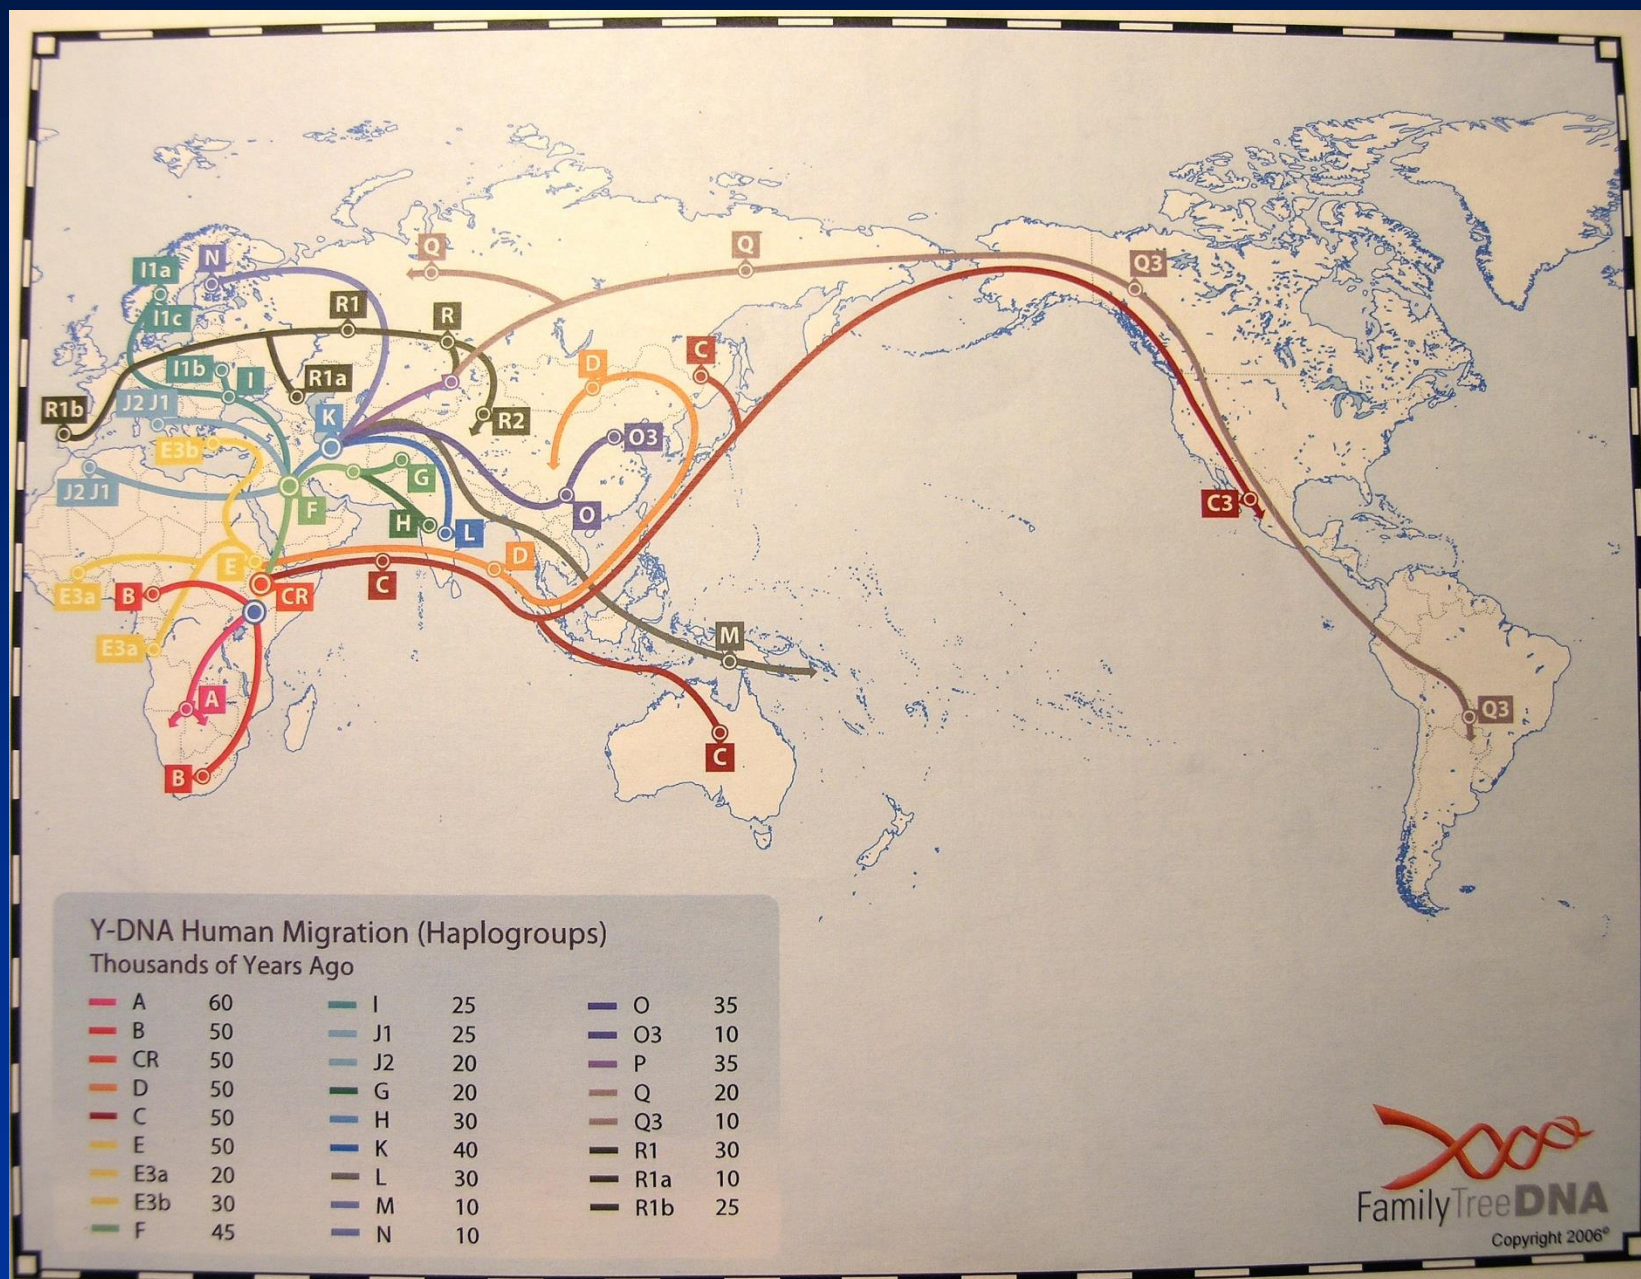 Q
Q
Q3
N
I1a
I1c
R1
R
I1b
I
R1a
D
C
R1b
J2 J1
K
R2
E3b
O3
J2 J1
G
F
H
L
O
C3
E
D
E3a
B
CR
C
E3a
M
A
Q3
B
C
Y-DNA Human Migration (Haplogroups)
Thousands of Years Ago
A 60
B 50
CR 50
D 50
C 50
E 50
E3a 20
E3b 30
F 45
I 25
J1 25
J2 20
G 20
H 30
K 40
L 30
M 10
N 10
O 35
O3 10
P 35
Q 20
Q3 10
R1 30
R1a 10
R1b 25
FamilyTreeDNA
Copyright 2006©